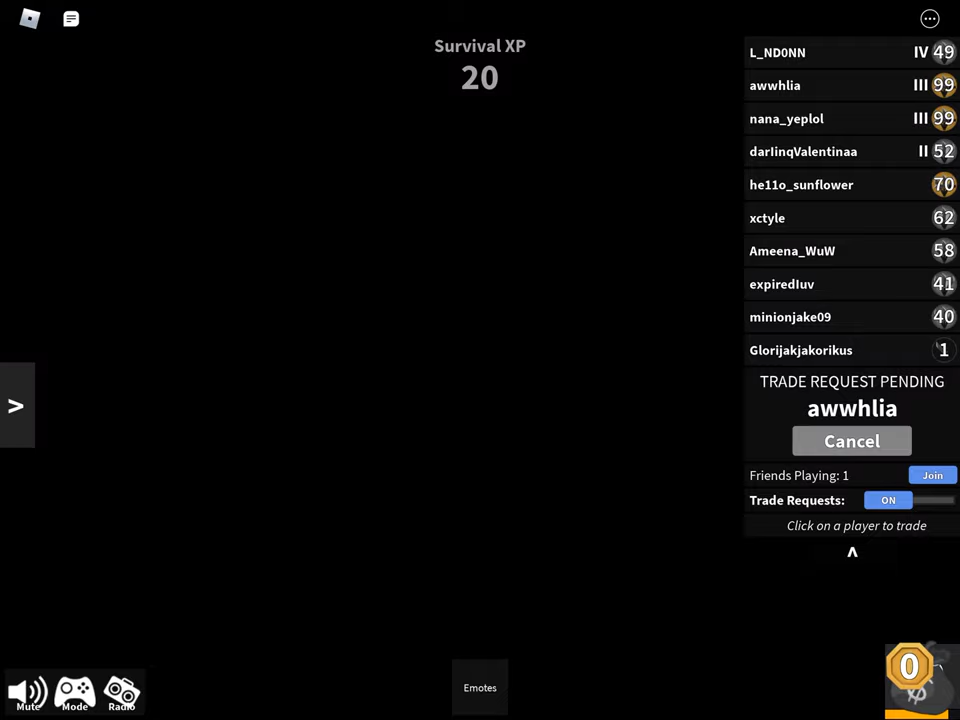 Survival XP
20
L_ND0NN IV 49
awwhlia III 99
nana_yeplol III 99
darIinqValentinaa II 52
he11o_sunflower 70
xctyle 62
Ameena_WuW 58
expiredIuv 41
minionjake09 40
Glorijakjakorikus 1
TRADE REQUEST PENDING
awwhlia
Cancel
Friends Playing: 1 Join
Trade Requests: ON
Click on a player to trade
^
>
Mute Mode Radio
Emotes
0